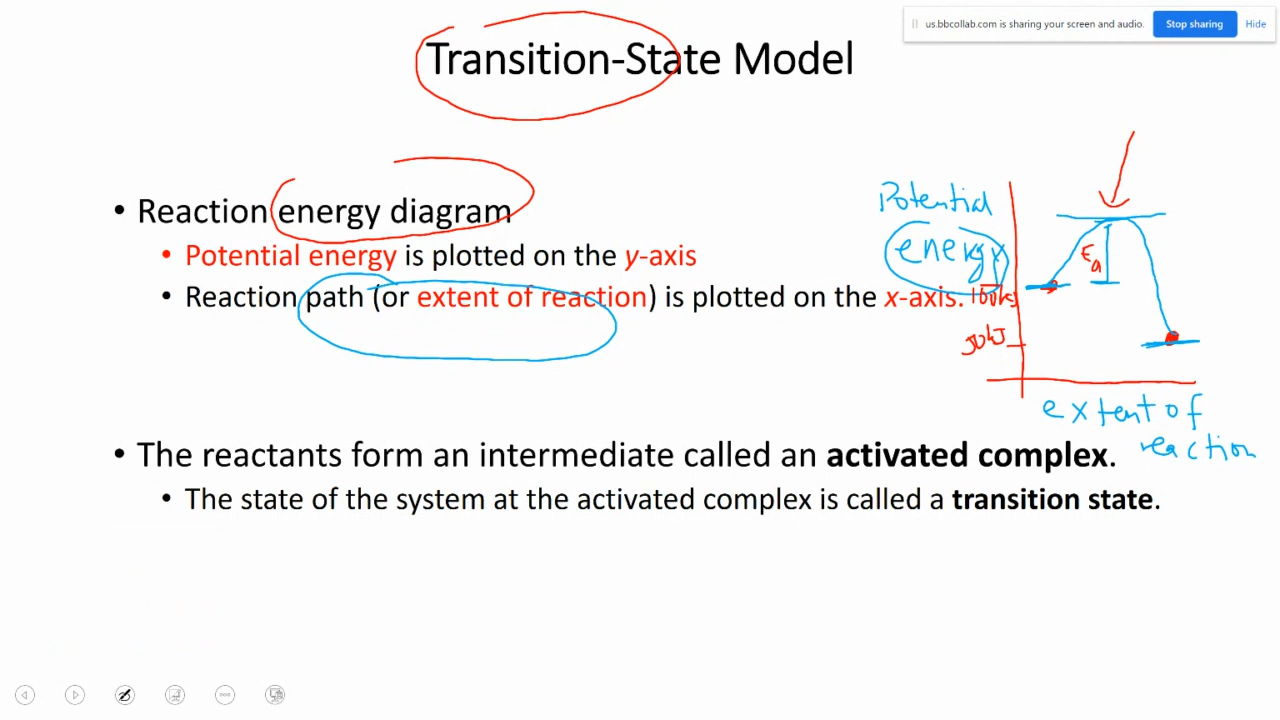 us.bbcollab.com is sharing your screen and audio. Stop sharing Hide
Transition-State Model
• Reaction energy diagram
• Potential energy is plotted on the y-axis
• Reaction path (or extent of reaction) is plotted on the x-axis.
Potential
energy
Ea
extent of
reaction
• The reactants form an intermediate called an activated complex.
• The state of the system at the activated complex is called a transition state.